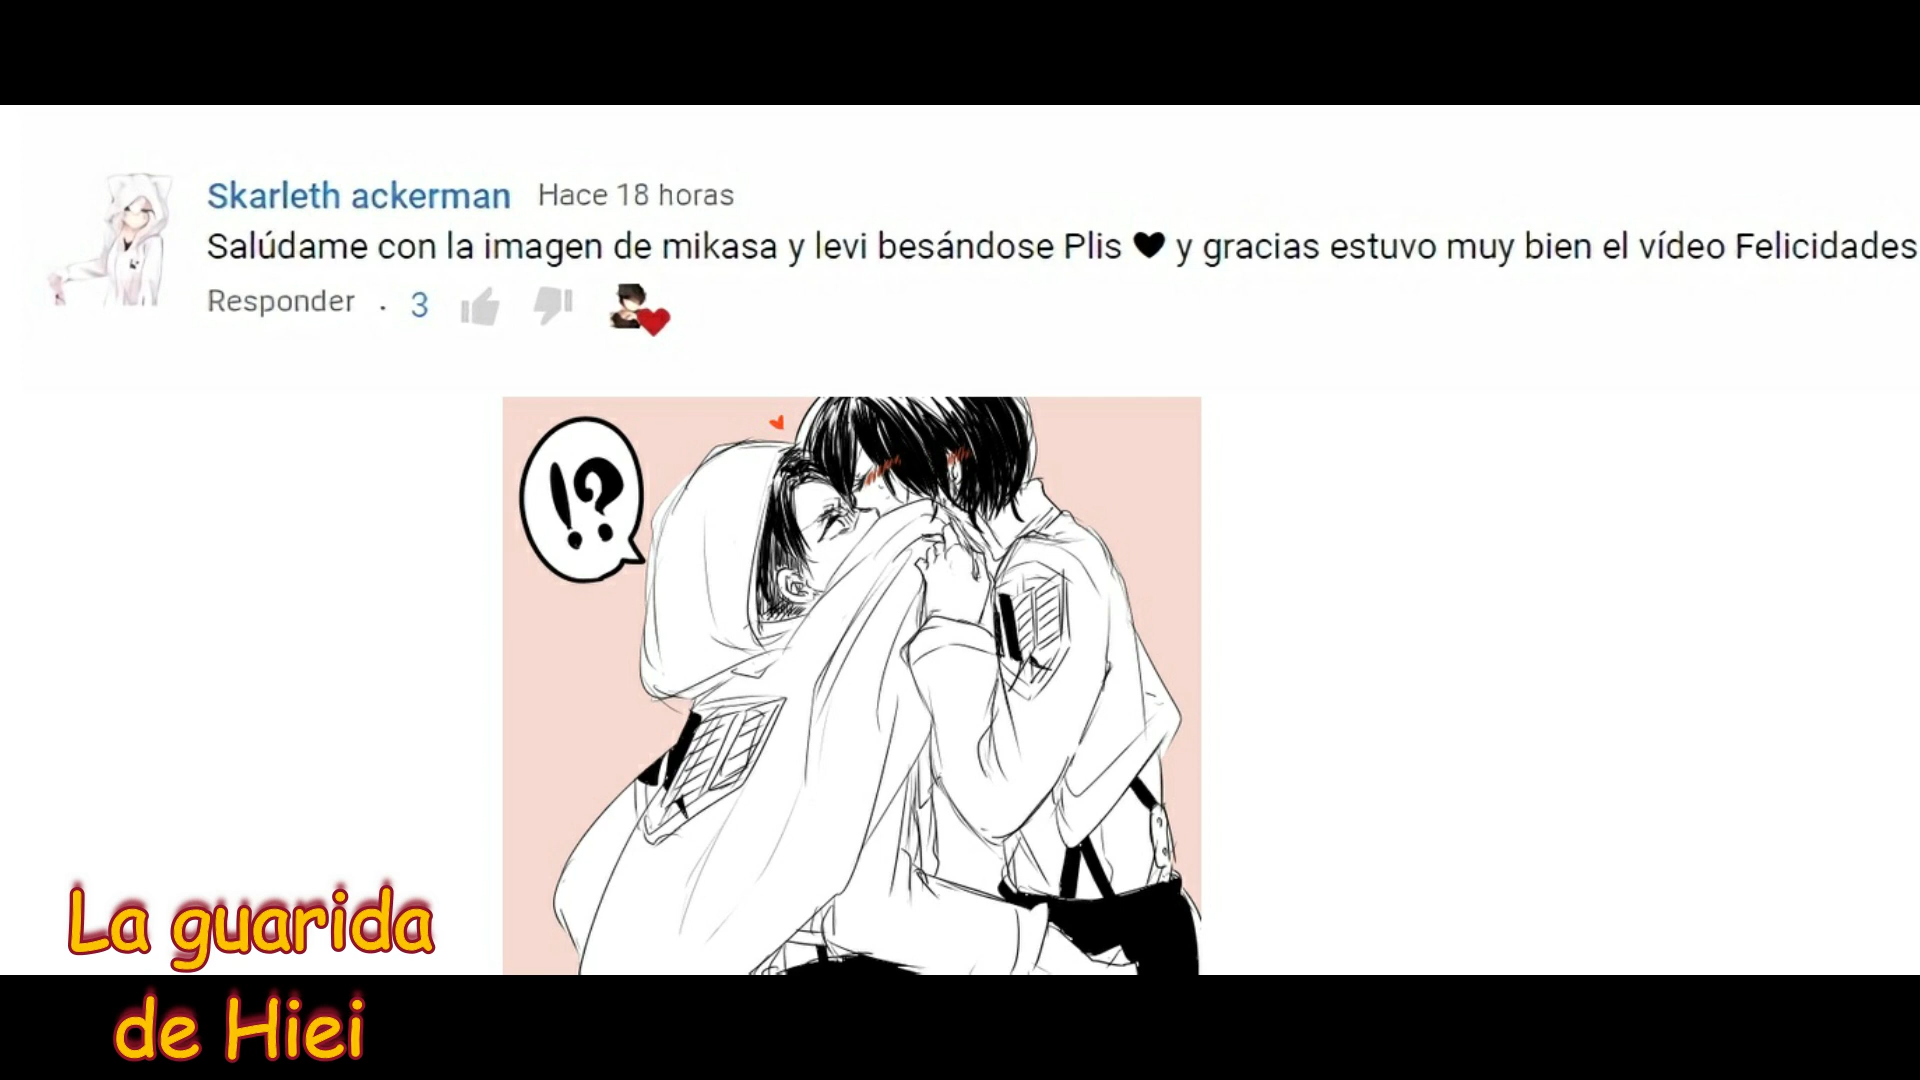 Skarleth ackerman Hace 18 horas
Salúdame con la imagen de mikasa y levi besándose Plis ♥ y gracias estuvo muy bien el vídeo Felicidades
Responder . 3
!?
La guarida
de Hiei